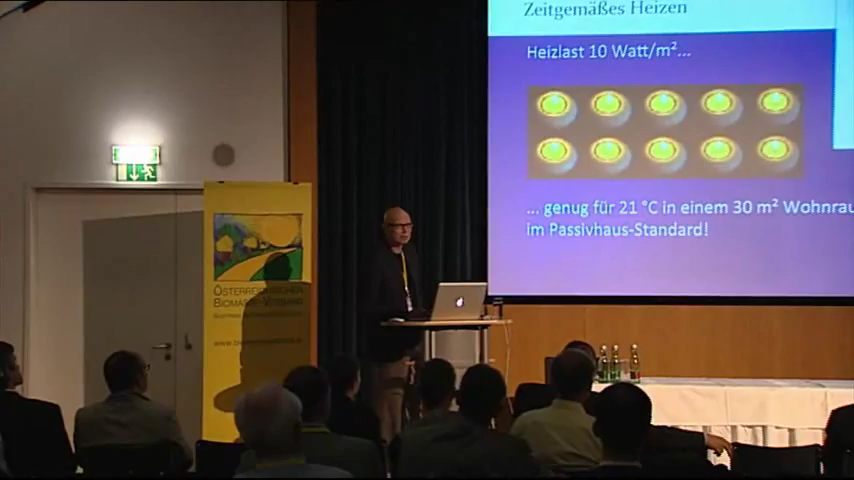 Zeitgemäßes Heizen
Heizlast 10 Watt/m²...
... genug für 21 °C in einem 30 m² Wohnrau
im Passivhaus-Standard!
Österreichischer
Biomasse-Verband